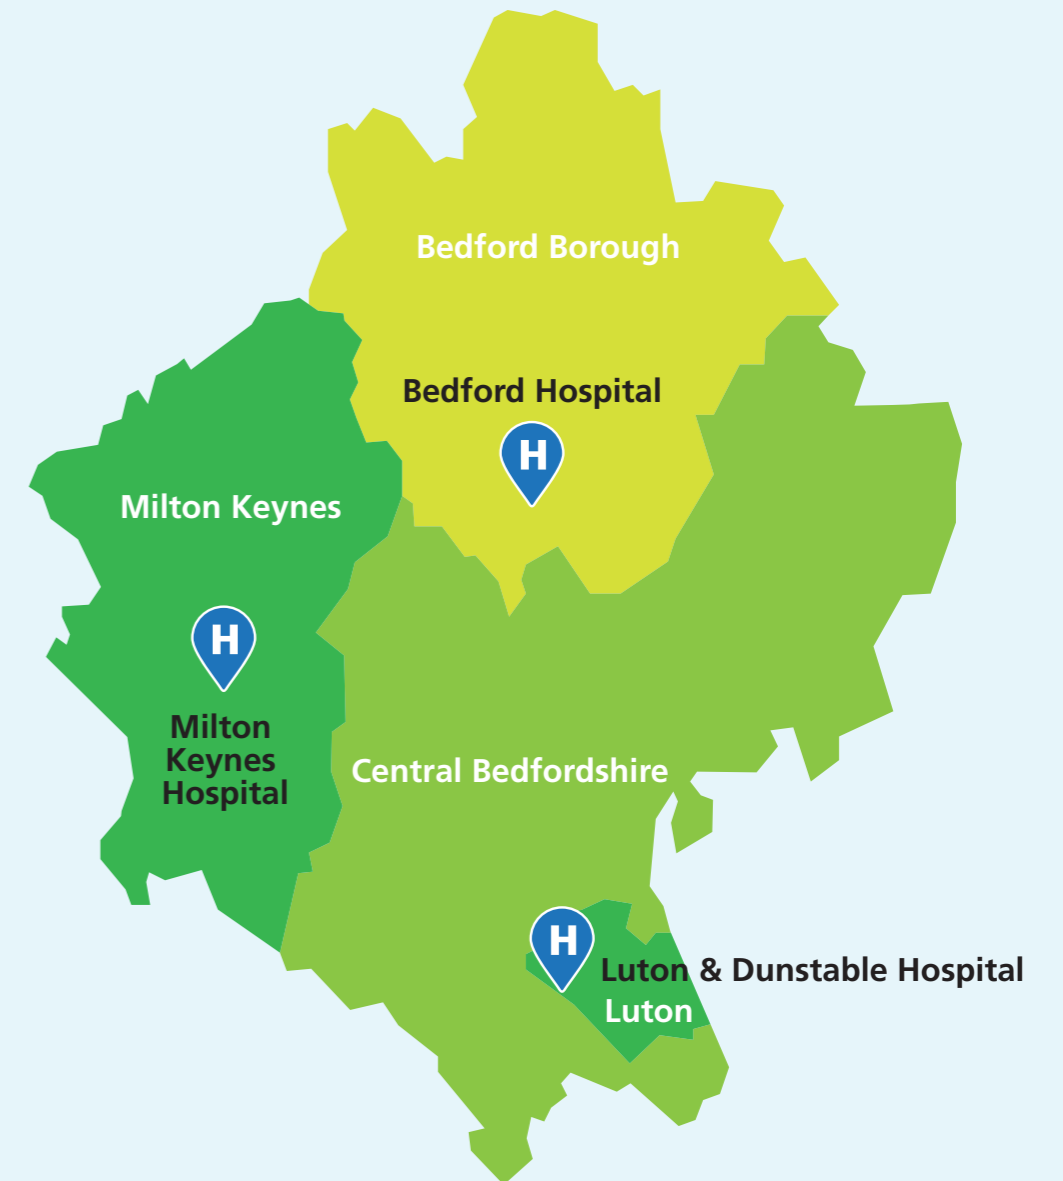 Bedford Borough
Bedford Hospital
H
Milton Keynes
H
Milton
Keynes
Hospital
Central Bedfordshire
H
Luton & Dunstable Hospital
Luton